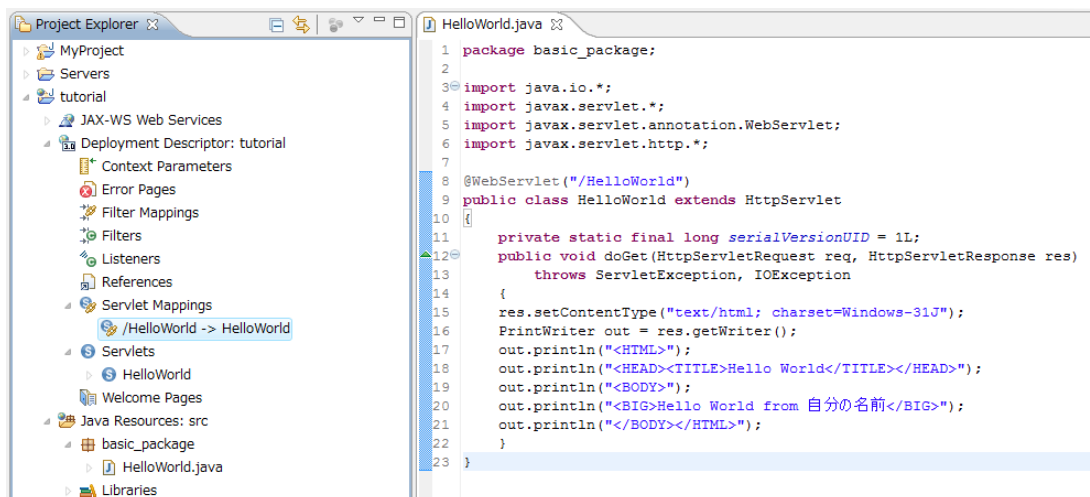 Project Explorer
MyProject
Servers
tutorial
JAX-WS Web Services
Deployment Descriptor: tutorial
Context Parameters
Error Pages
Filter Mappings
Filters
Listeners
References
Servlet Mappings
/HelloWorld -> HelloWorld
Servlets
HelloWorld
Welcome Pages
Java Resources: src
basic_package
HelloWorld.java
Libraries
HelloWorld.java
1 package basic_package;
2
3 import java.io.*;
4 import javax.servlet.*;
5 import javax.servlet.annotation.WebServlet;
6 import javax.servlet.http.*;
7
8 @WebServlet("/HelloWorld")
9 public class HelloWorld extends HttpServlet
10 {
11     private static final long serialVersionUID = 1L;
12     public void doGet(HttpServletRequest req, HttpServletResponse res)
13         throws ServletException, IOException
14     {
15     res.setContentType("text/html; charset=Windows-31J");
16     PrintWriter out = res.getWriter();
17     out.println("<HTML>");
18     out.println("<HEAD><TITLE>Hello World</TITLE></HEAD>");
19     out.println("<BODY>");
20     out.println("<BIG>Hello World from 自分の名前</BIG>");
21     out.println("</BODY></HTML>");
22     }
23 }